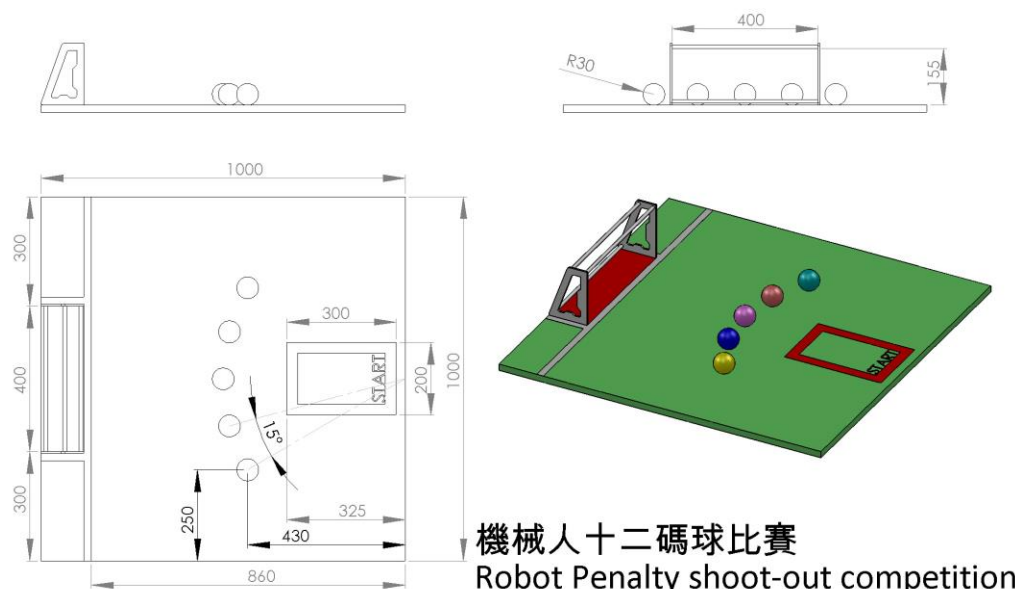 400
R30
155
1000
300
300
400
200
1000
START
START
15°
250
325
300
430
860
機械人十二碼球比賽
Robot Penalty shoot-out competition